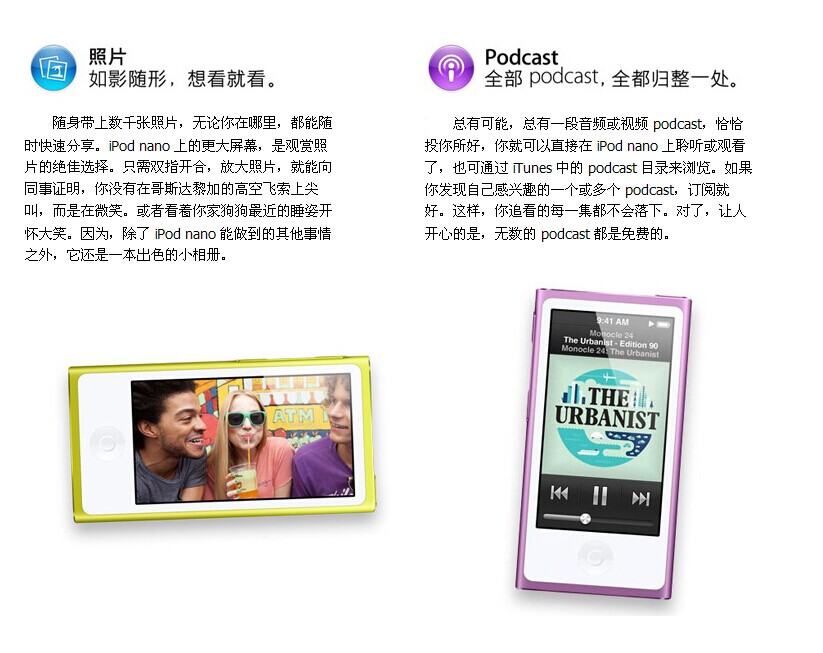 照片
如影随形，想看就看。
随身带上数千张照片，无论你在哪里，都能随
时快速分享。iPod nano 上的更大屏幕，是观赏照
片的绝佳选择。只需双指开合，放大照片，就能向
同事证明，你没有在哥斯达黎加的高空飞索上尖
叫，而是在微笑。或者看着你家狗狗最近的睡姿开
怀大笑。因为，除了 iPod nano 能做到的其他事情
之外，它还是一本出色的小相册。
ATM
Podcast
全部 podcast，全都归整一处。
总有可能，总有一段音频或视频 podcast，恰恰
投你所好，你就可以直接在 iPod nano 上聆听或观看
了，也可通过 iTunes 中的 podcast 目录来浏览。如果
你发现自己感兴趣的一个或多个 podcast，订阅就
好。这样，你追看的每一集都不会落下。对了，让人
开心的是，无数的 podcast 都是免费的。
9:41 AM
Monocle 24
The Urbanist - Edition 90
Monocle 24: The Urbanist
THE
URBANIST